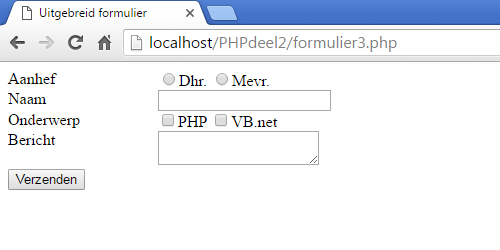 Uitgebreid formulier
localhost/PHPdeel2/formulier3.php
Aanhef Dhr. Mevr.
Naam
Onderwerp PHP VB.net
Bericht
Verzenden